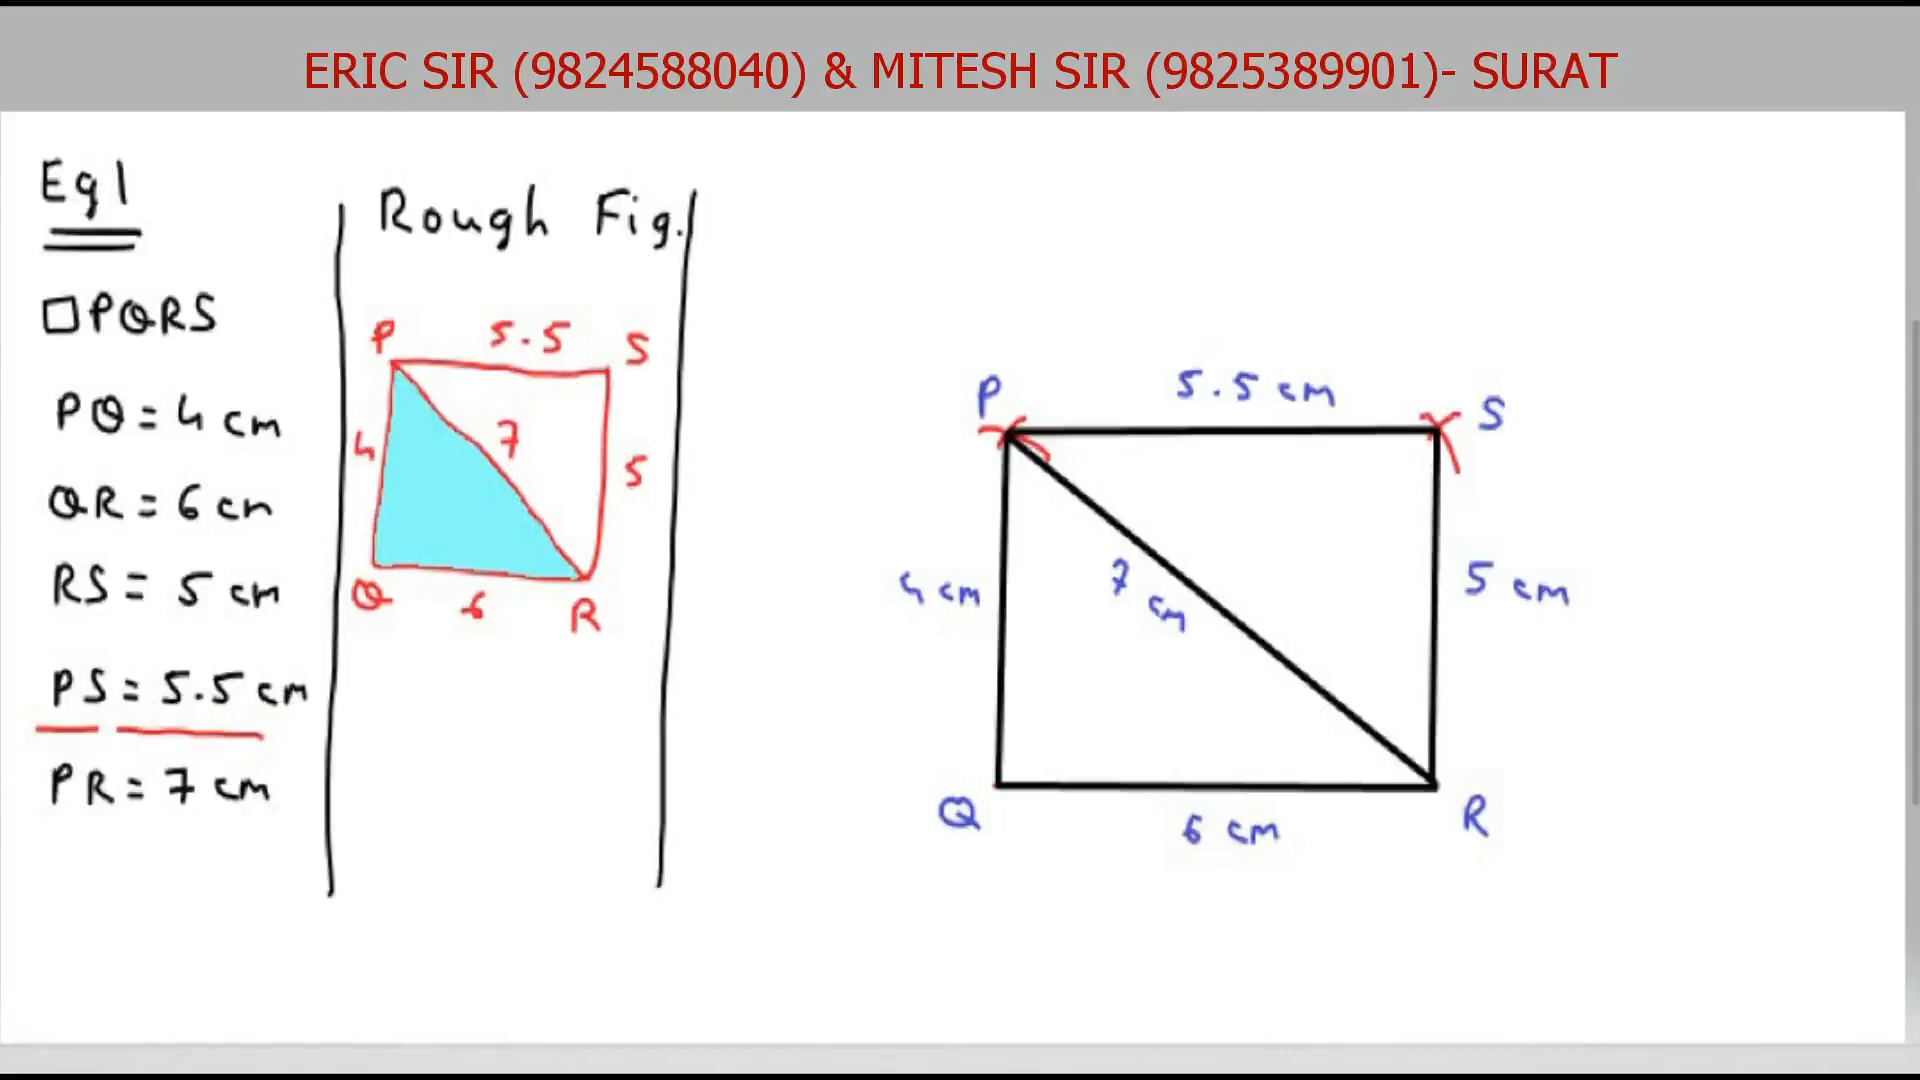 ERIC SIR (9824588040) & MITESH SIR (9825389901)- SURAT
Eg1
□PQRS
PQ = 4 cm
QR = 6 cm
RS = 5 cm
PS = 5.5 cm
PR = 7 cm
Rough Fig.
P 5.5 S
4 7 5
Q 6 R
P 5.5 cm S
4 cm 7 cm 5 cm
Q 6 cm R